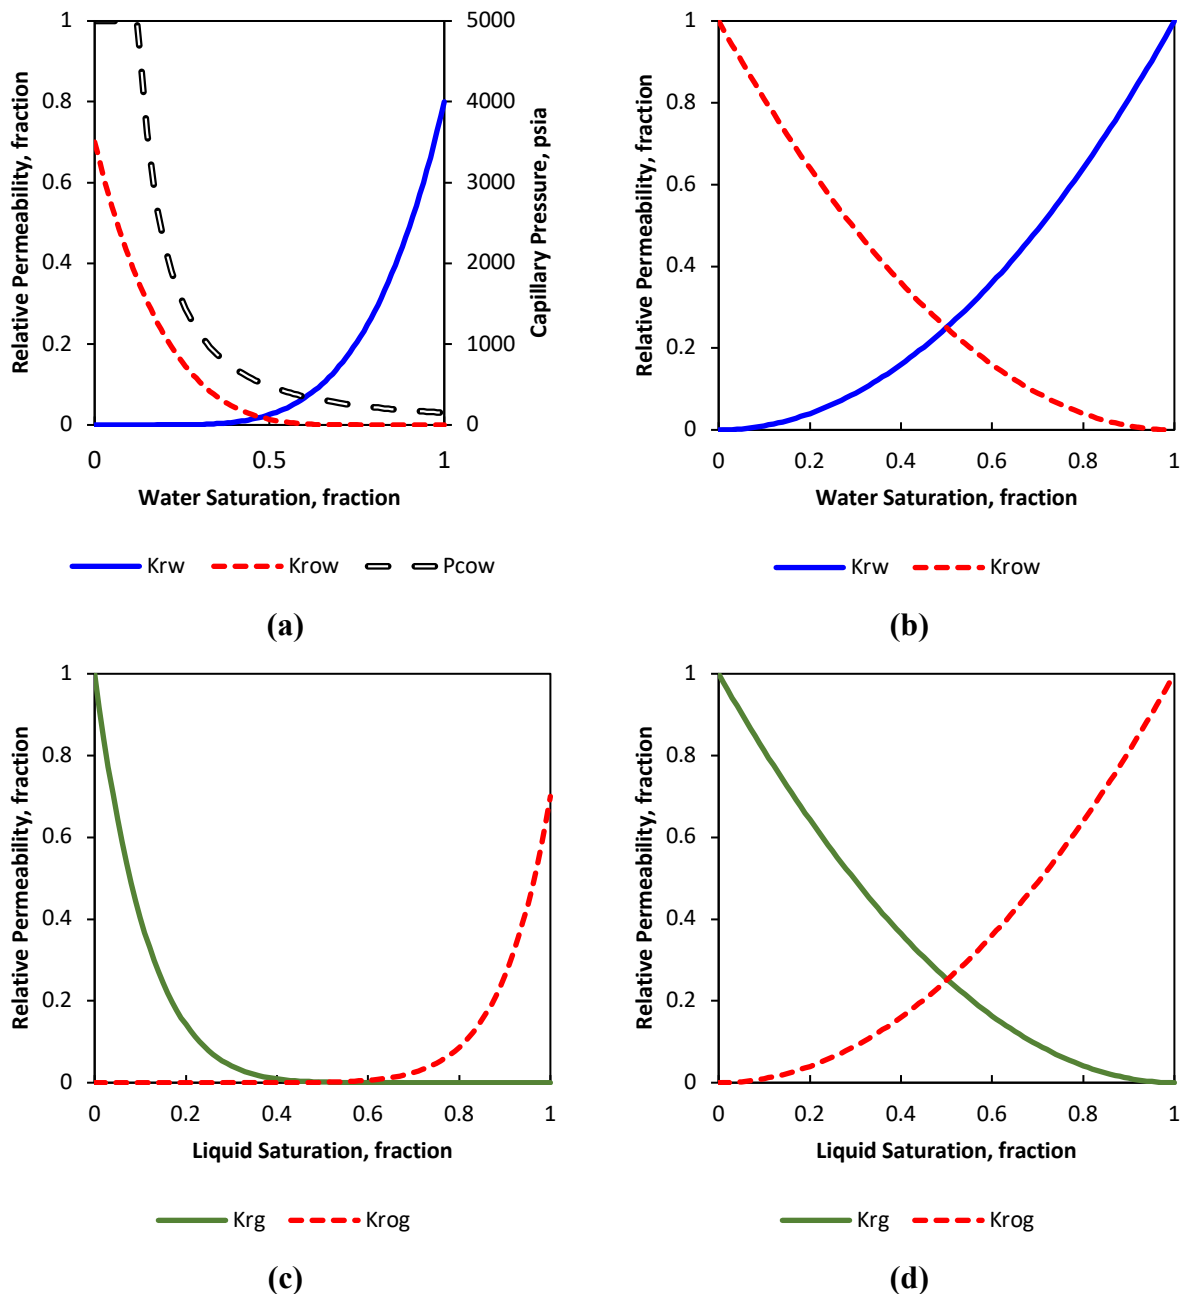 Relative Permeability, fraction
1
0.8
0.6
0.4
0.2
0
5000
4000
3000
2000
1000
0
Capillary Pressure, psia
0 0.5 1
Water Saturation, fraction
Krw Krow Pcow
(a)
Relative Permeability, fraction
1
0.8
0.6
0.4
0.2
0
0 0.2 0.4 0.6 0.8 1
Water Saturation, fraction
Krw Krow
(b)
Relative Permeability, fraction
1
0.8
0.6
0.4
0.2
0
0 0.2 0.4 0.6 0.8 1
Liquid Saturation, fraction
Krg Krog
(c)
Relative Permeability, fraction
1
0.8
0.6
0.4
0.2
0
0 0.2 0.4 0.6 0.8 1
Liquid Saturation, fraction
Krg Krog
(d)